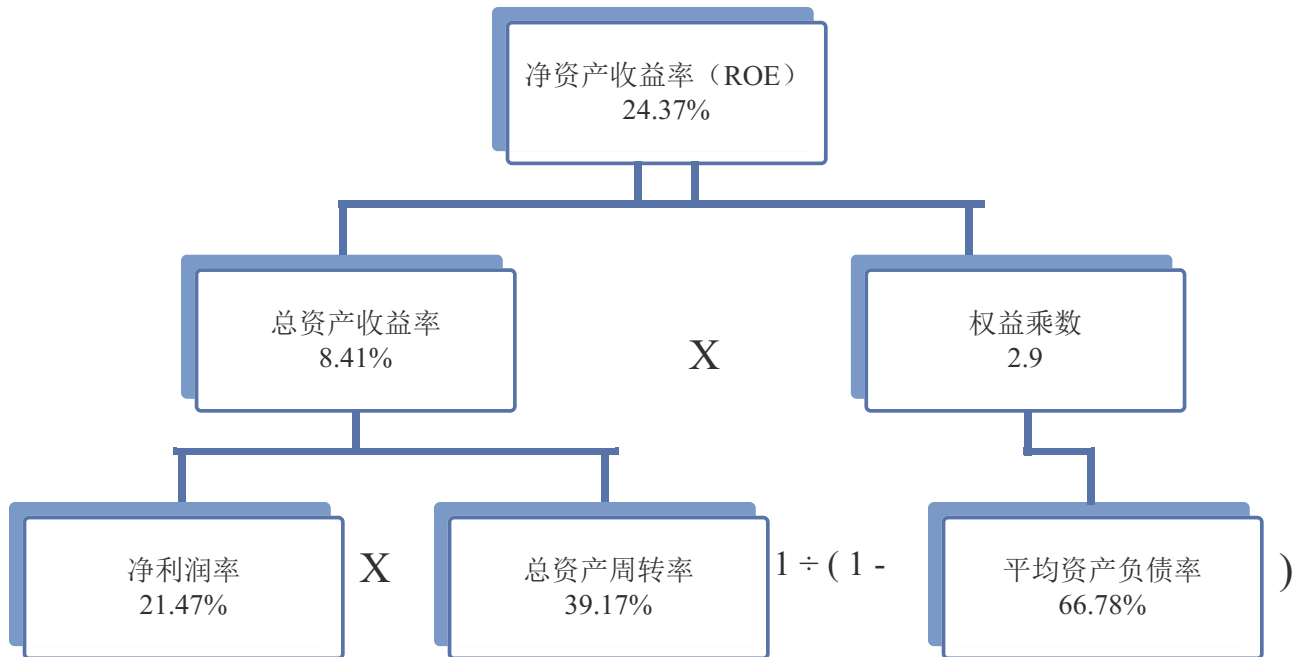 净资产收益率（ROE）
24.37%
总资产收益率
8.41%
X
权益乘数
2.9
净利润率
21.47%
X
总资产周转率
39.17%
1 ÷ ( 1 -
平均资产负债率
66.78%
)